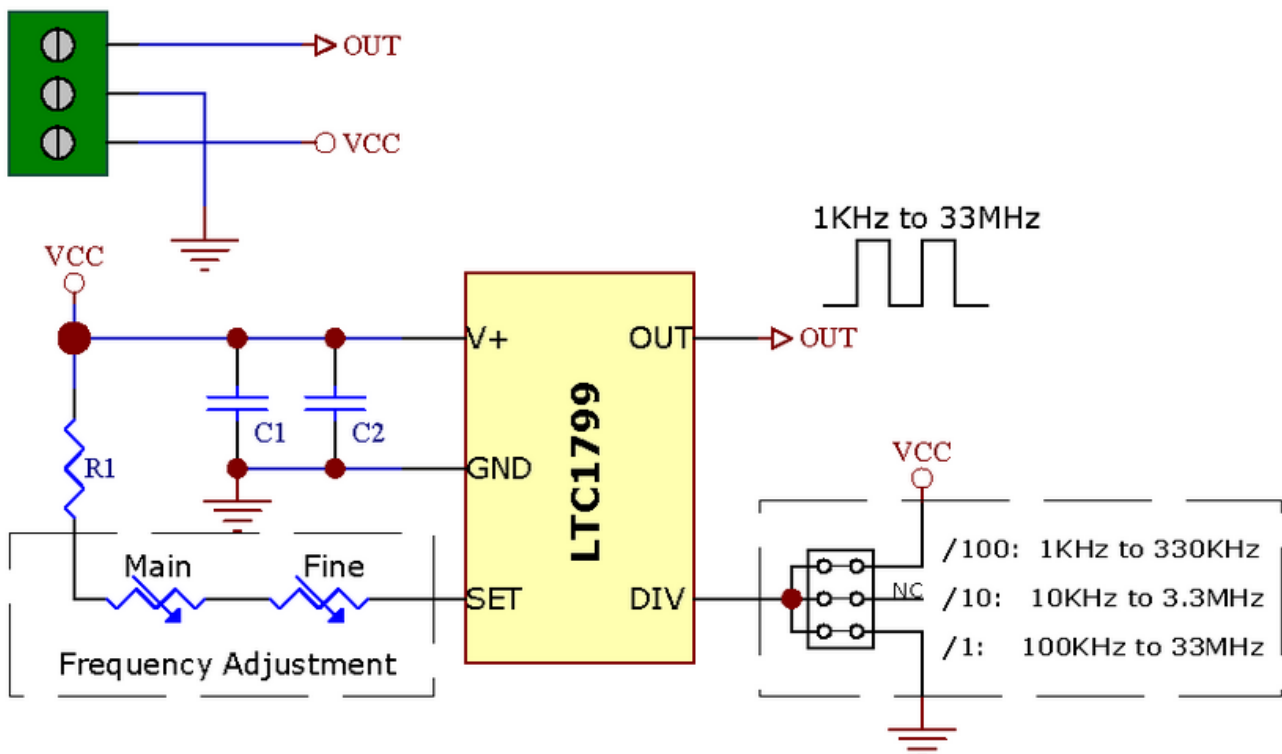 OUT
VCC
1KHz to 33MHz
VCC
V+
OUT
OUT
C1
C2
R1
GND
VCC
LTC1799
/100: 1KHz to 330KHz
Main
Fine
SET
DIV
NC
/10: 10KHz to 3.3MHz
/1: 100KHz to 33MHz
Frequency Adjustment